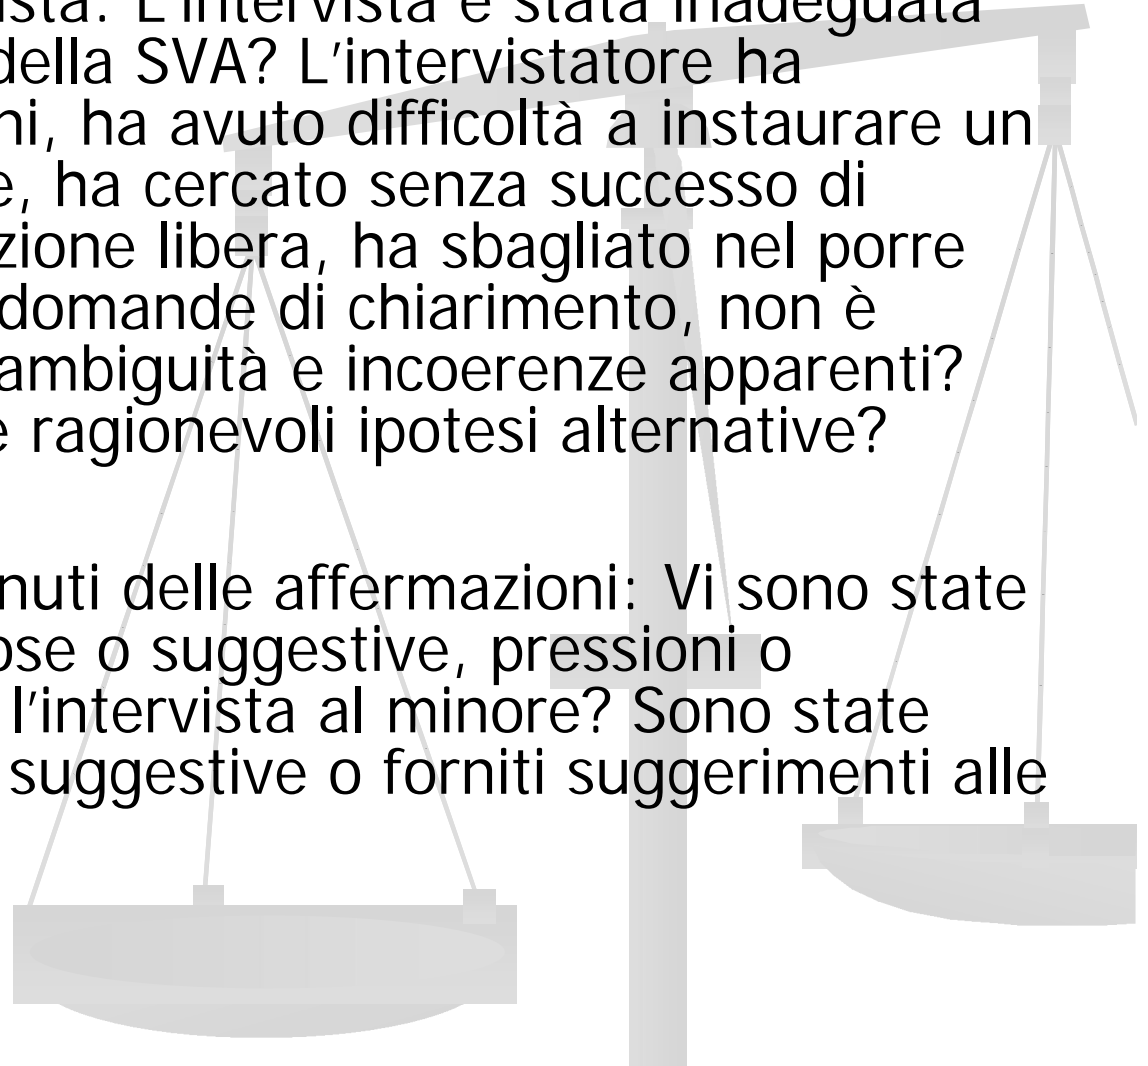 ista: L'intervista è stata inadeguata
della SVA? L'intervistatore ha
ni, ha avuto difficoltà a instaurare un
e, ha cercato senza successo di
zione libera, ha sbagliato nel porre
domande di chiarimento, non è
ambiguità e incoerenze apparenti?
e ragionevoli ipotesi alternative?
nuti delle affermazioni: Vi sono state
ose o suggestive, pressioni o
l'intervista al minore? Sono state
suggestive o forniti suggerimenti alle